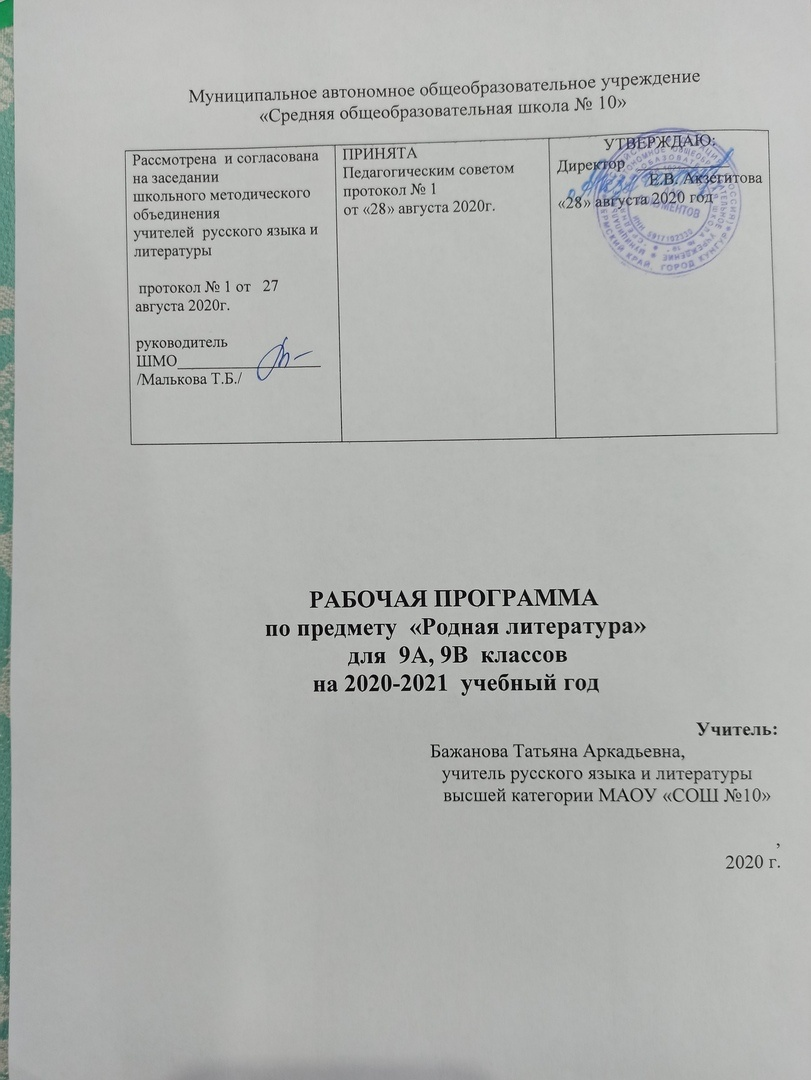 Муниципальное автономное общеобразовательное учреждение
«Средняя общеобразовательная школа № 10»
Рассмотрена и согласована
на заседании
школьного методического
объединения
учителей русского языка и
литературы
протокол № 1 от 27
августа 2020г.
руководитель
ШМО__________________
/Малькова Т.Б./
ПРИНЯТА
Педагогическим советом
протокол № 1
от «28» августа 2020г.
УТВЕРЖДАЮ:
Директор ____________
Е.В. Акзегитова
«28» августа 2020 год
РАБОЧАЯ ПРОГРАММА
по предмету «Родная литература»
для 9А, 9В классов
на 2020-2021 учебный год
Учитель:
Бажанова Татьяна Аркадьевна,
учитель русского языка и литературы
высшей категории МАОУ «СОШ №10»
,
2020 г.